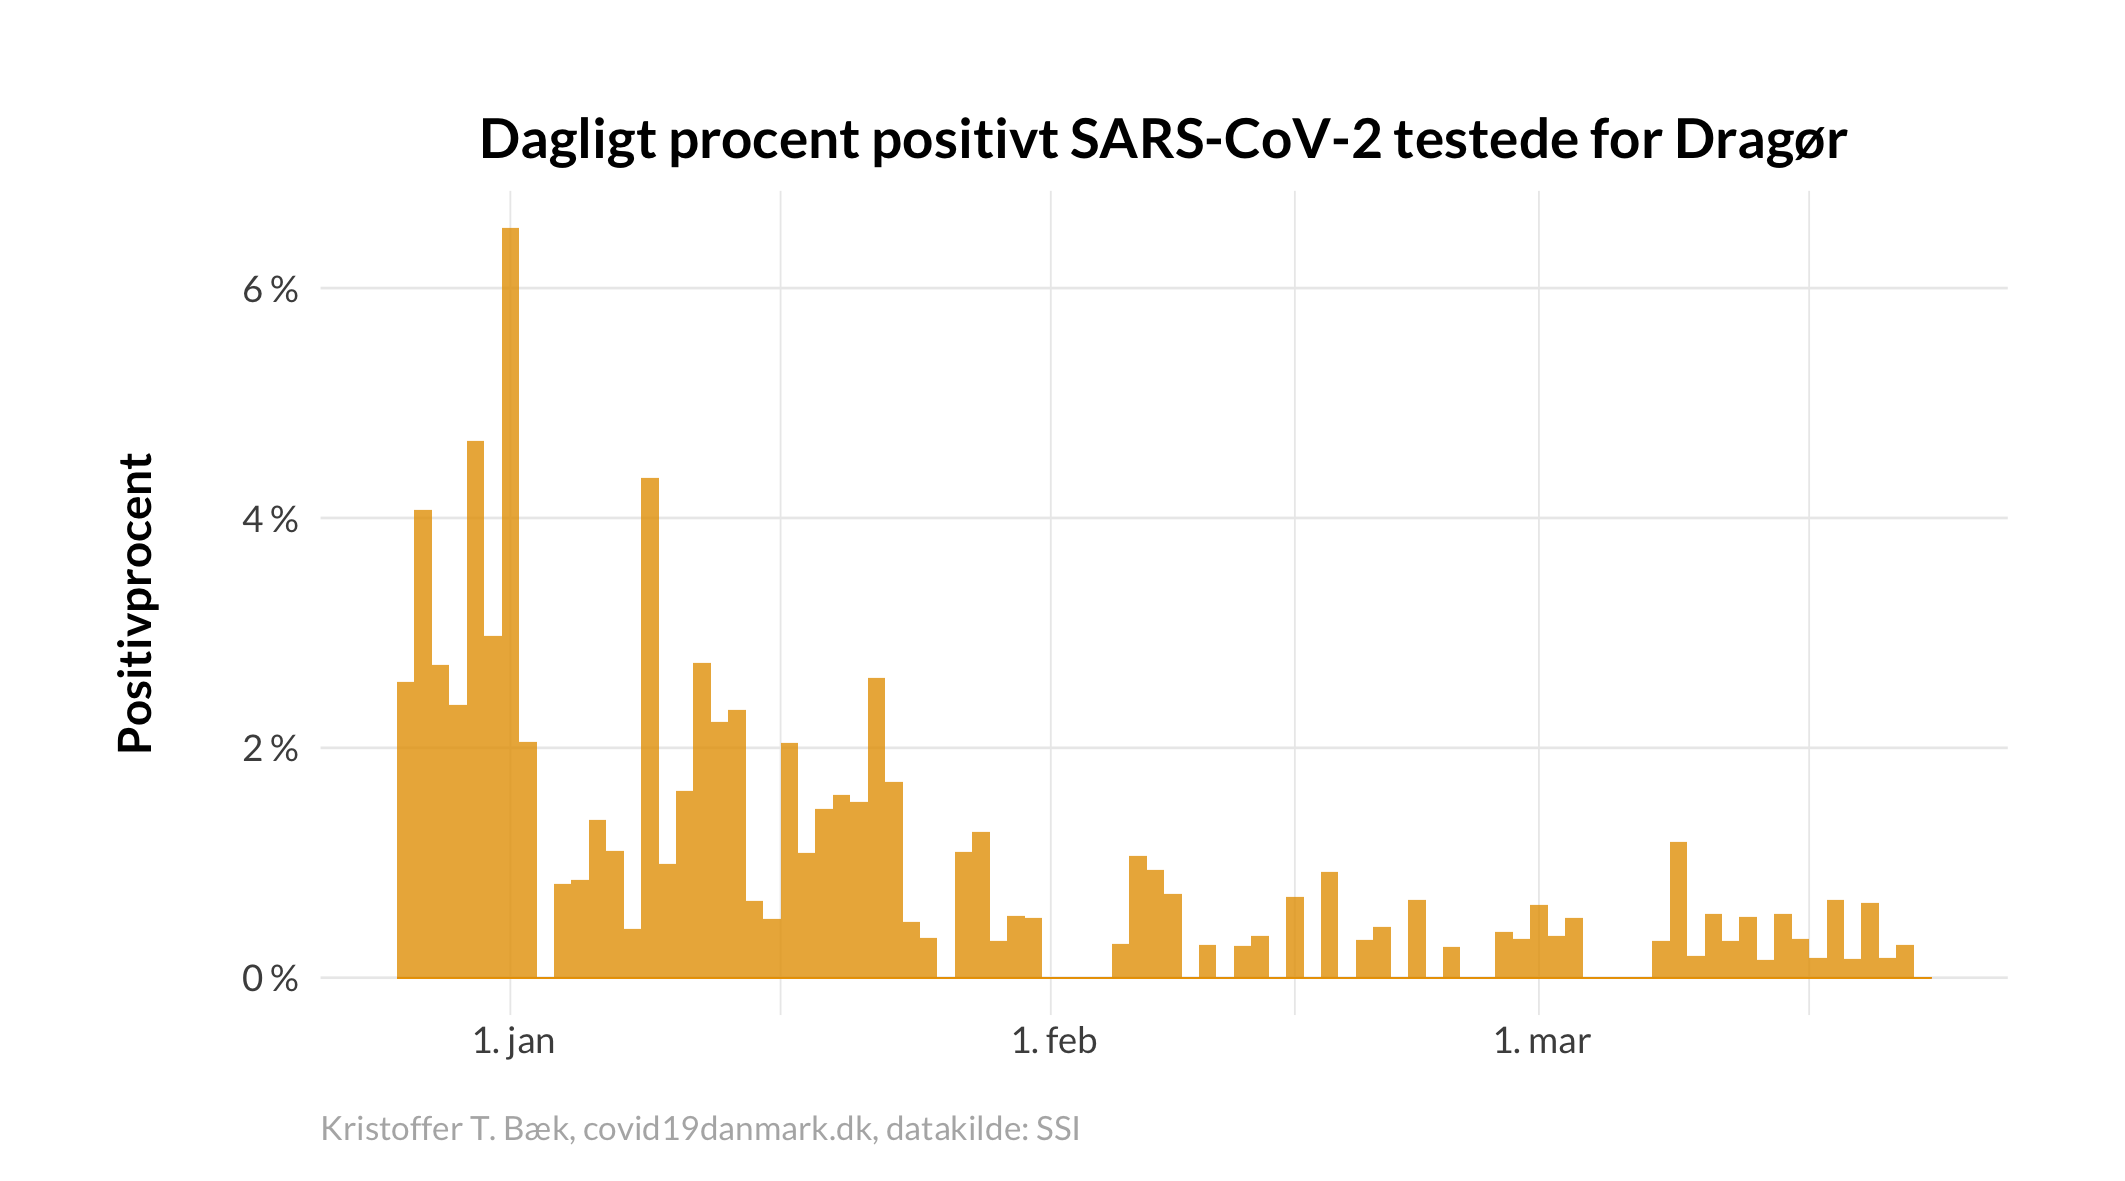 Dagligt procent positivt SARS-CoV-2 testede for Dragør
Positivprocent
6 %
4 %
2 %
0 %
1. jan
1. feb
1. mar
Kristoffer T. Bæk, covid19danmark.dk, datakilde: SSI